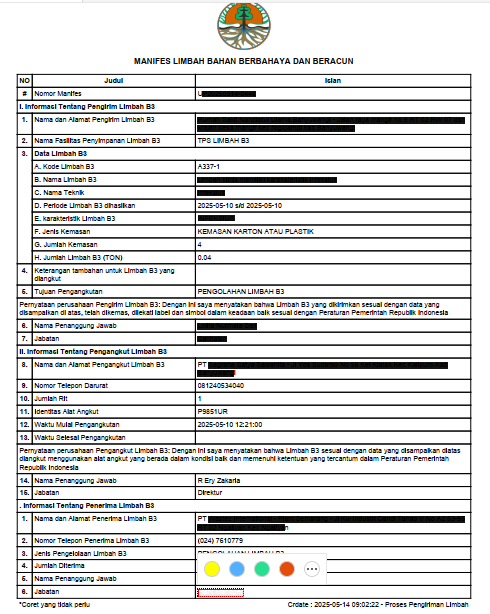 MANIFES LIMBAH BAHAN BERBAHAYA DAN BERACUN
NO Judul Isian
# Nomor Manifes
I. Informasi Tentang Pengirim Limbah B3
1. Nama dan Alamat Pengirim Limbah B3
2. Nama Fasilitas Penyimpanan Limbah B3 TPS LIMBAH B3
3. Data Limbah B3
A. Kode Limbah B3 A337-1
B. Nama Limbah B3
C. Nama Teknik
D. Periode Limbah B3 dihasilkan 2025-05-10 s/d 2025-05-10
E. karakteristik Limbah B3
F. Jenis Kemasan KEMASAN KARTON ATAU PLASTIK
G. Jumlah Kemasan 4
H. Jumlah Limbah B3 (TON) 0.04
4. Keterangan tambahan untuk Limbah B3 yang
diangkut
5. Tujuan Pengangkutan PENGOLAHAN LIMBAH B3
Pernyataan perusahaan Pengirim Limbah B3: Dengan ini saya menyatakan bahwa Limbah B3 yang dikirimkan sesuai dengan data yang
disampaikan di atas, telah dikemas, dilekati label dan simbol dalam keadaan baik sesuai dengan Peraturan Pemerintah Republik Indonesia
6. Nama Penanggung Jawab
7. Jabatan
II. Informasi Tentang Pengangkut Limbah B3
8. Nama dan Alamat Pengangkut Limbah B3 PT
9. Nomor Telepon Darurat 081240534040
10. Jumlah Rit 1
11. Identitas Alat Angkut P9851UR
12. Waktu Mulai Pengangkutan 2025-05-10 12:21:00
13. Waktu Selesai Pengangkutan
Pernyataan perusahaan Pengangkut Limbah B3: Dengan ini saya menyatakan bahwa Limbah B3 sesuai dengan data yang disampaikan diatas
diangkut menggunakan alat angkut yang berada dalam kondisi baik dan memenuhi ketentuan yang tercantum dalam Peraturan Pemerintah
Republik Indonesia
14. Nama Penanggung Jawab R Ery Zakaria
15. Jabatan Direktur
. Informasi Tentang Penerima Limbah B3
1. Nama dan Alamat Penerima Limbah B3 PT
2. Nomor Telepon Penerima Limbah B3 (024) 7610779
3. Jenis Pengelolaan Limbah B3 PENGOLAHAN LIMBAH B3
4. Jumlah Diterima
5. Nama Penanggung Jawab
6. Jabatan
*Coret yang tidak perlu Crdate : 2025-05-14 09:02:22 - Proses Pengiriman Limbah